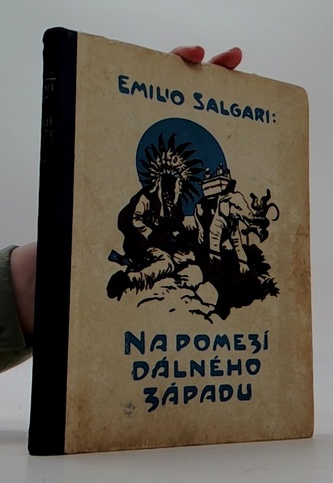 EMILIO SALGARI:
NA POMEZÍ
DÁLNÉHO
ZÁPADU